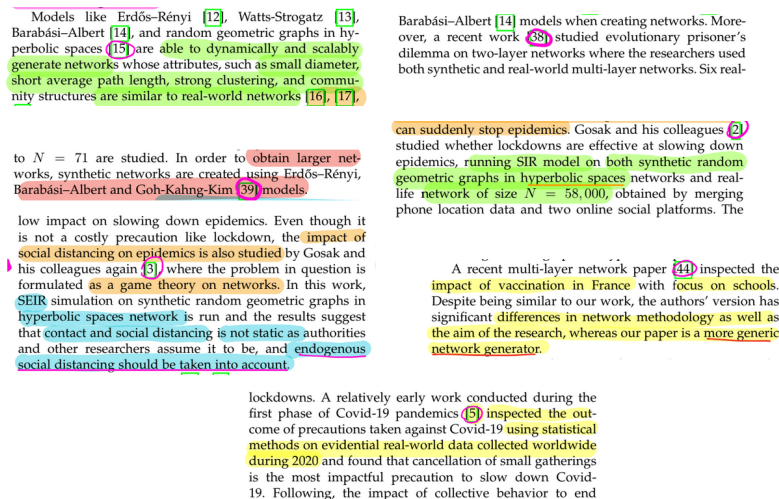 Models like Erdős–Rényi [12], Watts-Strogatz [13],
Barabási–Albert [14], and random geometric graphs in hy-
perbolic spaces [15] are able to dynamically and scalably
generate networks whose attributes, such as small diameter,
short average path length, strong clustering, and commu-
nity structures are similar to real-world networks [16], [17],
Barabási–Albert [14] models when creating networks. More-
over, a recent work [38] studied evolutionary prisoner's
dilemma on two-layer networks where the researchers used
both synthetic and real-world multi-layer networks. Six real-
to N = 71 are studied. In order to obtain larger net-
works, synthetic networks are created using Erdős–Rényi,
Barabási–Albert and Goh-Kahng-Kim [39] models.
can suddenly stop epidemics. Gosak and his colleagues [2]
studied whether lockdowns are effective at slowing down
epidemics, running SIR model on both synthetic random
geometric graphs in hyperbolic spaces networks and real-
life network of size N = 58,000, obtained by merging
phone location data and two online social platforms. The
low impact on slowing down epidemics. Even though it
is not a costly precaution like lockdown, the impact of
social distancing on epidemics is also studied by Gosak and
his colleagues again [3], where the problem in question is
formulated as a game theory on networks. In this work,
SEIR simulation on synthetic random geometric graphs in
hyperbolic spaces network is run and the results suggest
that contact and social distancing is not static as authorities
and other researchers assume it to be, and endogenous
social distancing should be taken into account.
A recent multi-layer network paper [44] inspected the
impact of vaccination in France with focus on schools.
Despite being similar to our work, the authors' version has
significant differences in network methodology as well as
the aim of the research, whereas our paper is a more generic
network generator.
lockdowns. A relatively early work conducted during the
first phase of Covid-19 pandemics [5] inspected the out-
come of precautions taken against Covid-19 using statistical
methods on evidential real-world data collected worldwide
during 2020 and found that cancellation of small gatherings
is the most impactful precaution to slow down Covid-
19. Following, the impact of collective behavior to end